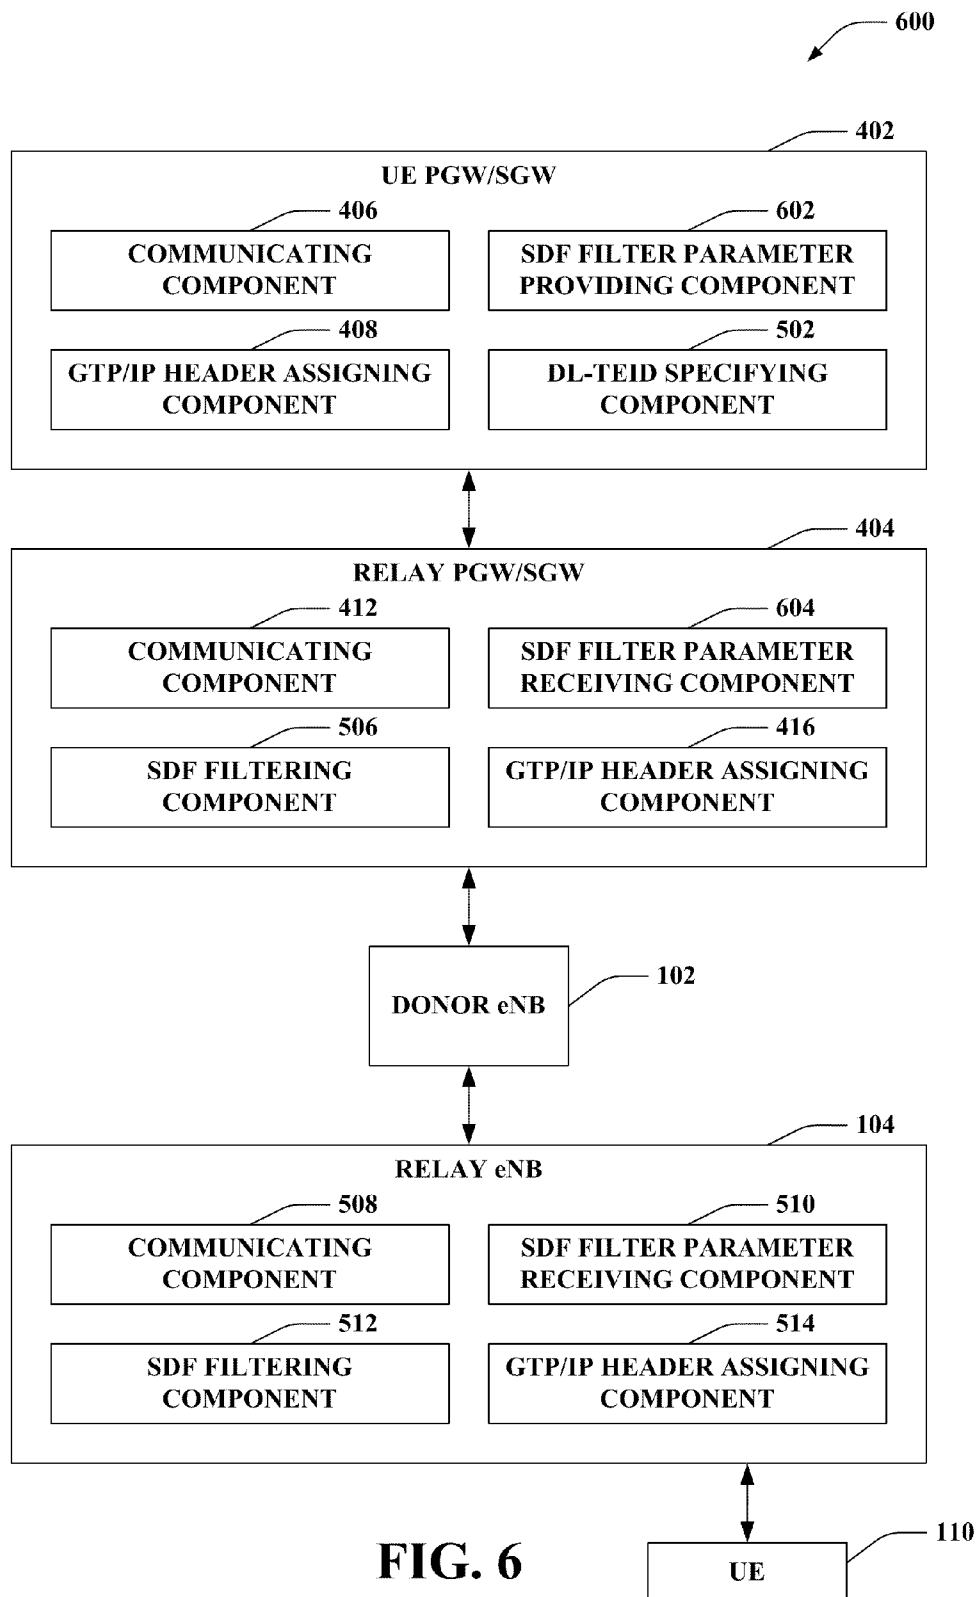 600
402
UE PGW/SGW
406
602
COMMUNICATING
COMPONENT
SDF FILTER PARAMETER
PROVIDING COMPONENT
408
502
GTP/IP HEADER ASSIGNING
COMPONENT
DL-TEID SPECIFYING
COMPONENT
404
RELAY PGW/SGW
412
604
COMMUNICATING
COMPONENT
SDF FILTER PARAMETER
RECEIVING COMPONENT
506
416
SDF FILTERING
COMPONENT
GTP/IP HEADER ASSIGNING
COMPONENT
102
DONOR eNB
104
RELAY eNB
508
510
COMMUNICATING
COMPONENT
SDF FILTER PARAMETER
RECEIVING COMPONENT
512
514
SDF FILTERING
COMPONENT
GTP/IP HEADER ASSIGNING
COMPONENT
110
UE
FIG. 6